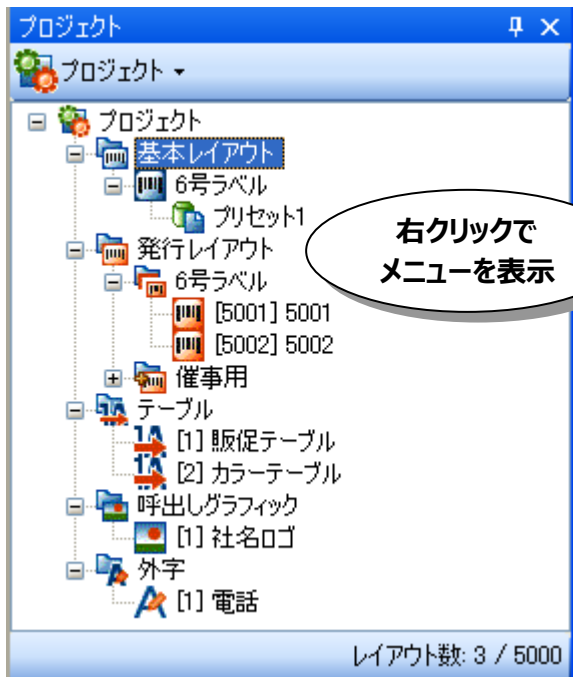 プロジェクト
プロジェクト
プロジェクト
基本レイアウト
6号ラベル
プリセット1
発行レイアウト
6号ラベル
[5001] 5001
[5002] 5002
催事用
テーブル
[1] 販促テーブル
[2] カラーテーブル
呼出しグラフィック
[1] 社名ロゴ
外字
[1] 電話
右クリックで
メニューを表示
レイアウト数: 3 / 5000